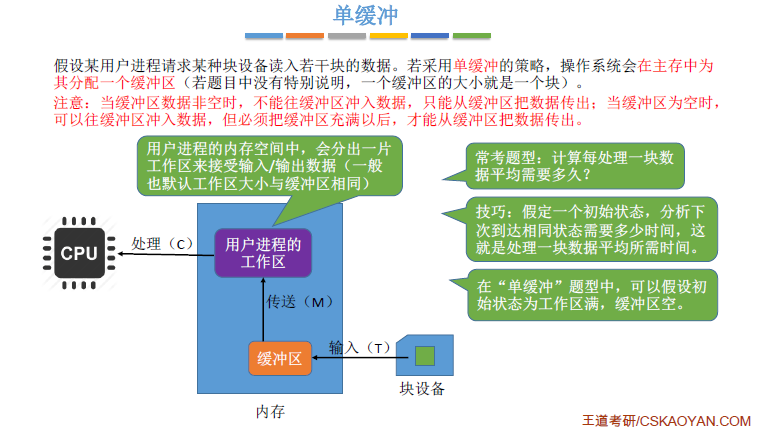 单缓冲
假设某用户进程请求某种块设备读入若干块的数据。若采用单缓冲的策略，操作系统会在主存中为
其分配一个缓冲区（若题目中没有特别说明，一个缓冲区的大小就是一个块）。
注意：当缓冲区数据非空时，不能往缓冲区冲入数据，只能从缓冲区把数据传出；当缓冲区为空时，
可以往缓冲区冲入数据，但必须把缓冲区充满以后，才能从缓冲区把数据传出。
用户进程的内存空间中，会分出一片
工作区来接受输入/输出数据（一般
也默认工作区大小与缓冲区相同）
常考题型：计算每处理一块数
据平均需要多久？
技巧：假定一个初始状态，分析下
次到达相同状态需要多少时间，这
就是处理一块数据平均所需时间。
在“单缓冲”题型中，可以假设初
始状态为工作区满，缓冲区空。
CPU
处理（C）
用户进程的
工作区
传送（M）
缓冲区
输入（T）
块设备
内存
王道考研/CSKAOYAN.COM